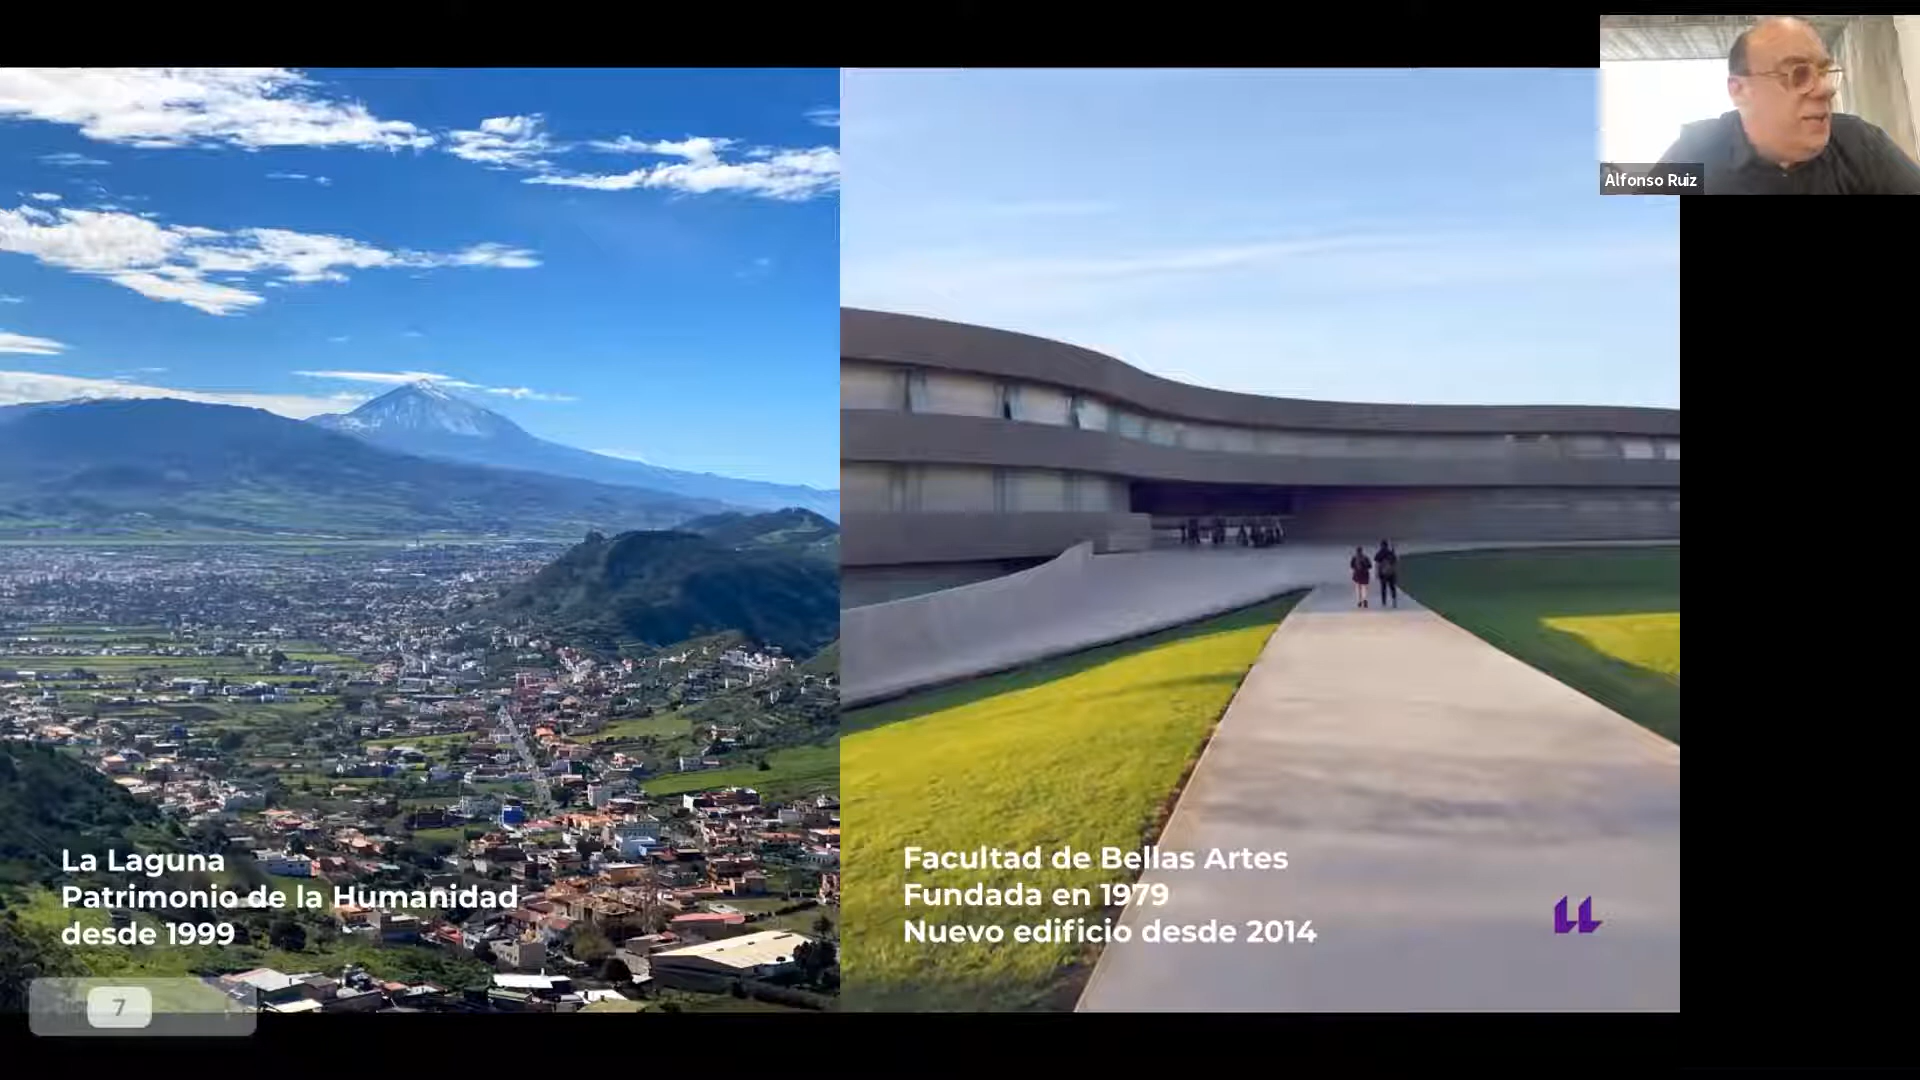 Alfonso Ruiz
La Laguna
Patrimonio de la Humanidad
desde 1999
Facultad de Bellas Artes
Fundada en 1979
Nuevo edificio desde 2014
7